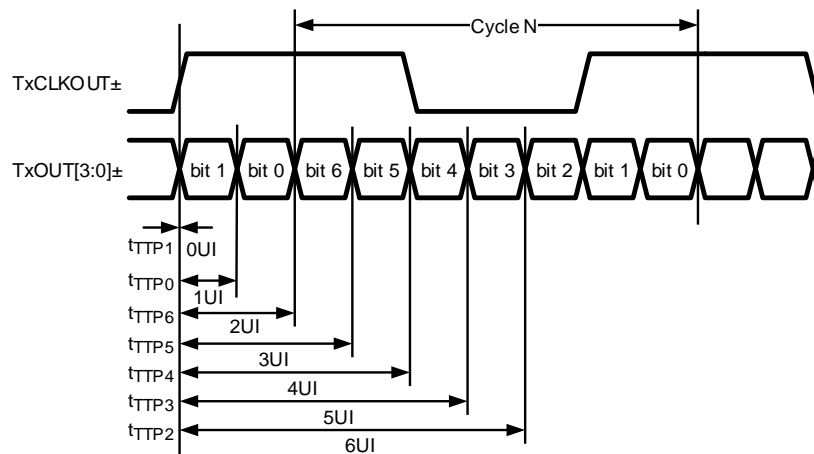 Cycle N
TxCLKOUT±
TxOUT[3:0]± bit 1 bit 0 bit 6 bit 5 bit 4 bit 3 bit 2 bit 1 bit 0
tTTP1 0UI
tTTP0
1UI
tTTP6
2UI
tTTP5
3UI
tTTP4
4UI
tTTP3
5UI
tTTP2
6UI